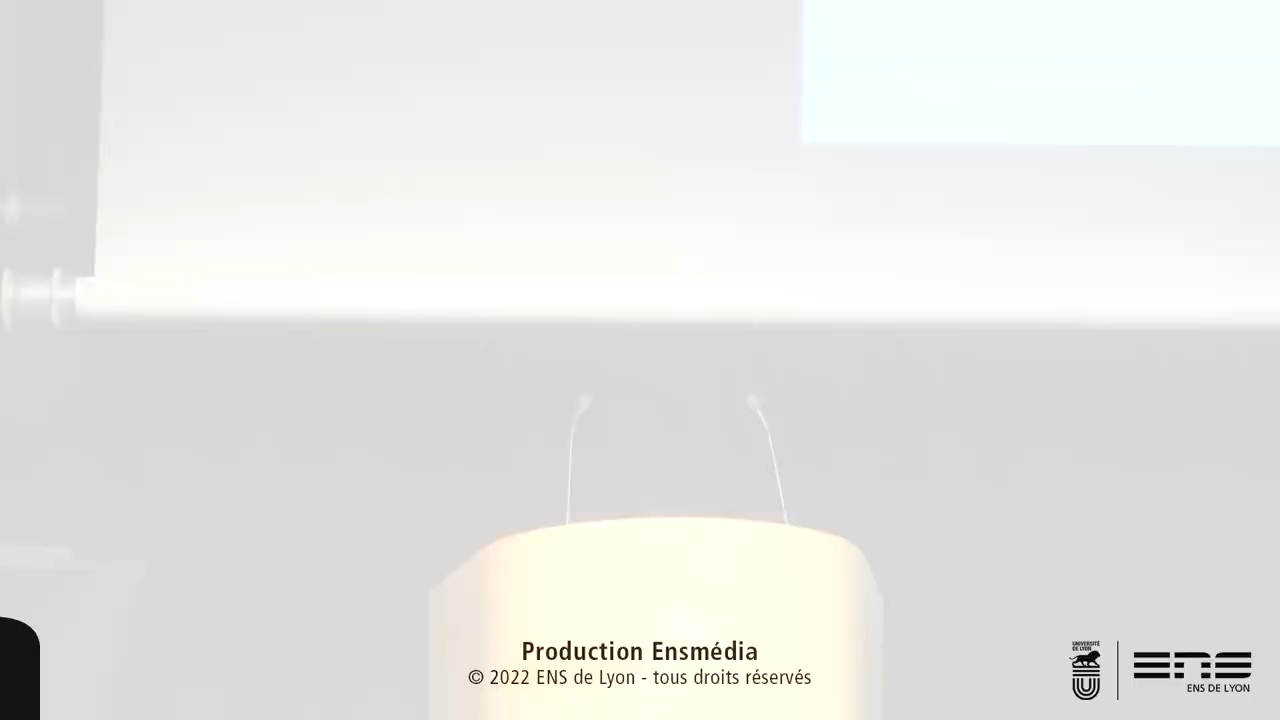 Production Ensmédia
© 2022 ENS de Lyon - tous droits réservés
UNIVERSITÉ
DE LYON
ENS
ENS DE LYON